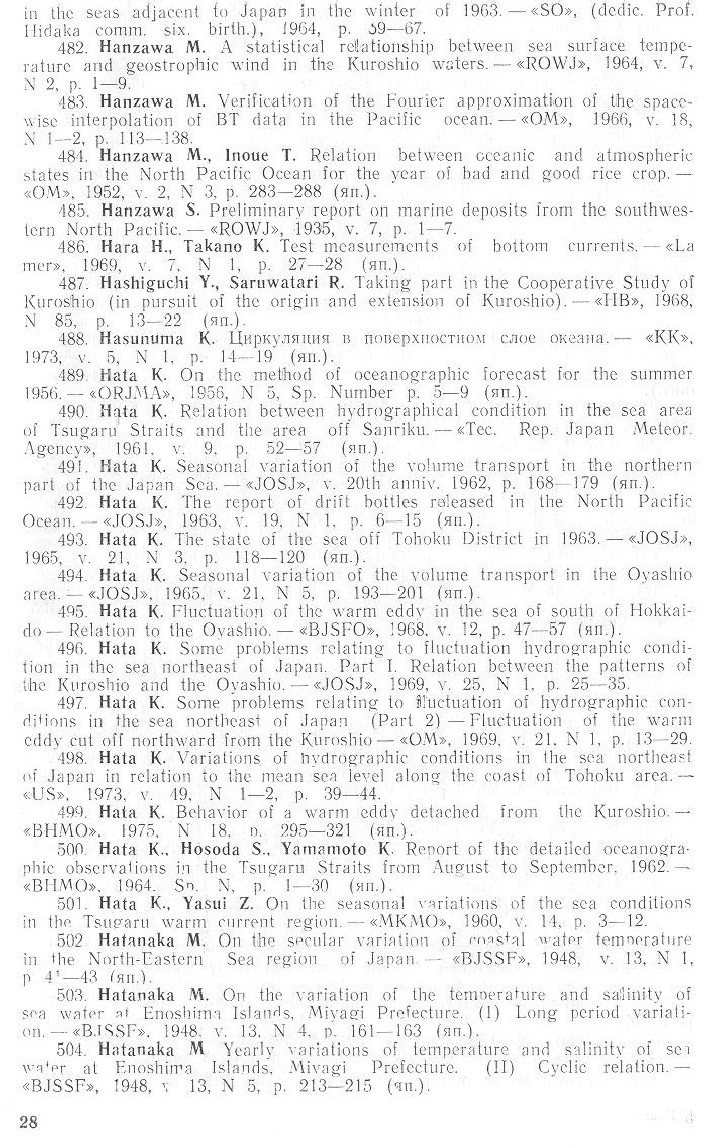 in the seas adjacent to Japan in the winter of 1963. — «SO», (dedic. Prof.
Hidaka comm. six. birth.), 1964, p. 59—67.
482. Hanzawa M. A statistical relationship between sea surface tempe-
rature and geostrophic wind in the Kuroshio waters. — «ROWJ», 1964, v. 7,
N 2, p. 1—9.
483. Hanzawa M. Verification of the Fourier approximation of the space-
wise interpolation of BT data in the Pacific ocean. — «OM», 1966, v. 18,
N 1—2, p. 113—138.
484. Hanzawa M., Inoue T. Relation between occeanic and atmospheric
states in the North Pacific Ocean for the year of bad and good rice crop. —
«OM», 1952, v. 2, N 3, p. 283—288 (яп.).
485. Hanzawa S. Preliminary report on marine deposits from the southwes-
tern North Pacific. — «ROWJ», 1935, v. 7, p. 1—7.
486. Hara H., Takano K. Test measurements of bottom currents. — «La
mer», 1969, v. 7, N 1, p. 27—28 (яп.).
487. Hashiguchi Y., Saruwatari R. Taking part in the Cooperative Study of
Kuroshio (in pursuit of the origin and extension of Kuroshio). — «HB», 1968,
N 85, p. 13—22 (яп.).
488. Hasunuma K. Циркуляция в поверхностном слое океана. — «KK»,
1973, v. 5, N 1, p. 14—19 (яп.).
489. Hata K. On the method of oceanographic forecast for the summer
1956. — «ORJMA», 1956, N 5, Sp. Number p. 5—9 (яп.).
490. Hata K. Relation between hydrographical condition in the sea area
of Tsugaru Straits and the area off Sanriku. — «Tec. Rep. Japan Meteor.
Agency», 1961, v. 9, p. 52—57 (яп.).
491. Hata K. Seasonal variation of the volume transport in the northern
part of the Japan Sea. — «JOSJ», v. 20th anniv. 1962, p. 168—179 (яп.).
492. Hata K. The report of drift bottles released in the North Pacific
Ocean. — «JOSJ», 1963, v. 19, N 1, p. 6—15 (яп.).
493. Hata K. The state of the sea off Tohoku District in 1963. — «JOSJ»,
1965, v. 21, N 3, p. 118—120 (яп.).
494. Hata K. Seasonal variation of the volume transport in the Oyashio
area. — «JOSJ», 1965, v. 21, N 5, p. 193—201 (яп.).
495. Hata K. Fluctuation of the warm eddy in the sea of south of Hokkai-
do — Relation to the Oyashio. — «BJSFO», 1968, v. 12, p. 47—57 (яп.).
496. Hata K. Some problems relating to fluctuation hydrographic condi-
tion in the sea northeast of Japan. Part I. Relation between the patterns of
the Kuroshio and the Oyashio. — «JOSJ», 1969, v. 25, N 1, p. 25—35.
497. Hata K. Some problems relating to fluctuation of hydrographic con-
ditions in the sea northeast of Japan (Part 2) — Fluctuation of the warm
eddy cut off northward from the Kuroshio — «OM», 1969, v. 21, N 1, p. 13—29.
498. Hata K. Variations of hydrographic conditions in the sea northeast
of Japan in relation to the mean sea level along the coast of Tohoku area. —
«US», 1973, v. 49, N 1—2, p. 39—44.
499. Hata K. Behavior of a warm eddy detached from the Kuroshio. —
«BHMO», 1975, N 18, p. 295—321 (яп.).
500. Hata K., Hosoda S., Yamamoto K. Report of the detailed oceanogra-
phic observations in the Tsugaru Straits from August to September, 1962. —
«BHMO», 1964. Sp. N, p. 1—30 (яп.).
501. Hata K., Yasui Z. On the seasonal variations of the sea conditions
in the Tsugaru warm current region. — «MKMO», 1960, v. 14, p. 3—12.
502 Hatanaka M. On the secular variation of coastal water temperature
in the North-Eastern Sea region of Japan. — «BJSSF», 1948, v. 13, N 1,
p —43 (яп.).
503. Hatanaka M. On the variation of the temperature and salinity of
sea water at Enoshima Islands, Miyagi Prefecture. (I) Long period variati-
on. — «BJSSF», 1948. v. 13, N 4, p. 161—163 (яп.).
504. Hatanaka M Yearly variations of temperature and salinity of sea
water at Enoshima Islands, Mivagi Prefecture. (II) Cyclic relation. —
«BJSSF», 1948, v 13, N 5, p. 213—215 (яп.).
28